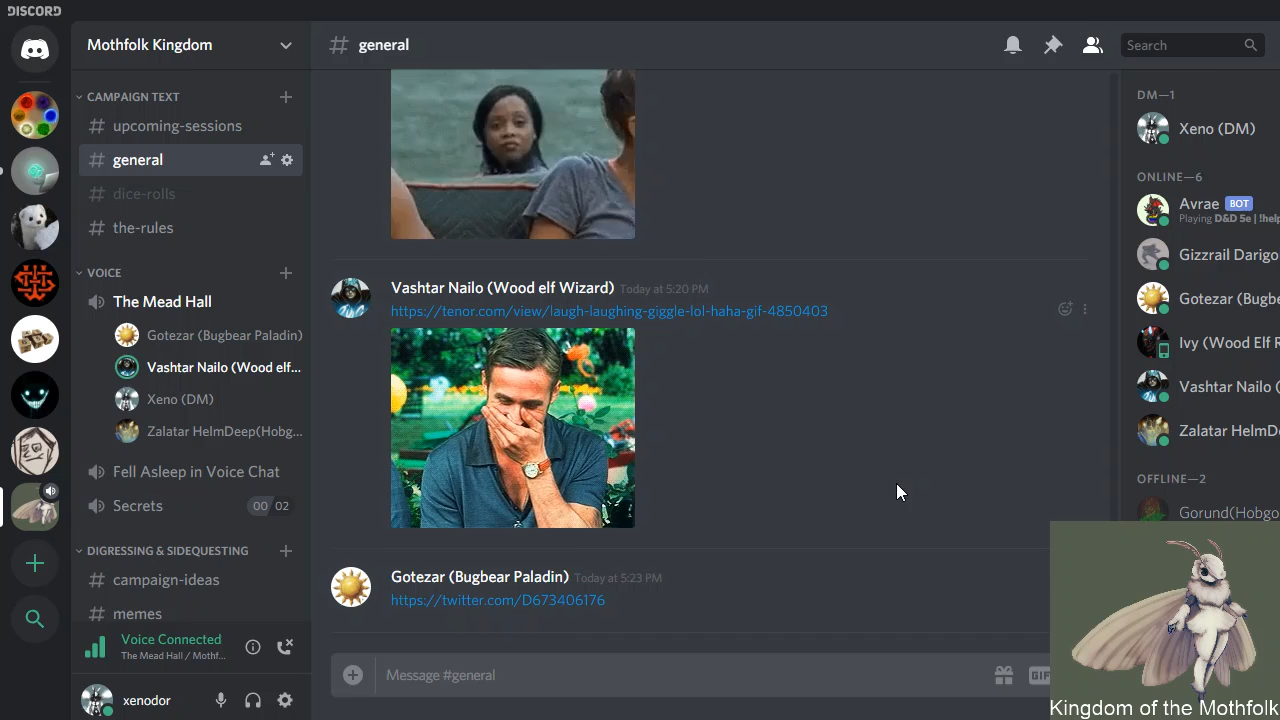 DISCORD
Mothfolk Kingdom
general
Search
CAMPAIGN TEXT
upcoming-sessions
general
dice-rolls
the-rules
VOICE
The Mead Hall
Gotezar (Bugbear Paladin)
Vashtar Nailo (Wood elf...
Xeno (DM)
Zalatar HelmDeep(Hobg...
Fell Asleep in Voice Chat
Secrets
00 02
DIGRESSING & SIDEQUESTING
campaign-ideas
memes
Voice Connected
The Mead Hall / Mothf...
xenodor
Vashtar Nailo (Wood elf Wizard) Today at 5:20 PM
https://tenor.com/view/laugh-laughing-giggle-lol-haha-gif-4850403
Gotezar (Bugbear Paladin) Today at 5:23 PM
https://twitter.com/D673406176
Message #general
GIF
DM—1
Xeno (DM)
ONLINE—6
Avrae BOT
Playing D&D 5e | !help
Gizzrail Darigo
Gotezar (Bugbe
Ivy (Wood Elf R
Vashtar Nailo (
Zalatar HelmDe
OFFLINE—2
Gorund(Hobgo
Kingdom of the Mothfolk